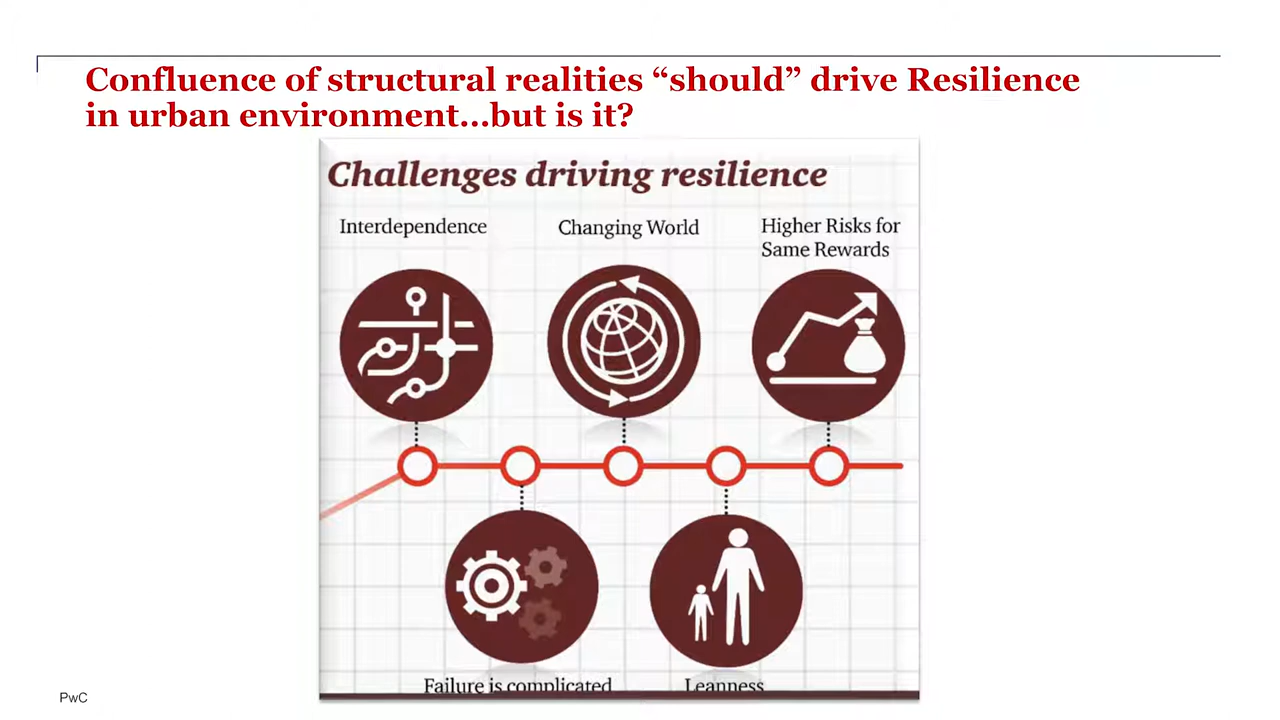 Confluence of structural realities “should” drive Resilience
in urban environment...but is it?
Challenges driving resilience
Interdependence
Changing World
Higher Risks for
Same Rewards
Failure is complicated
Leanness
PwC